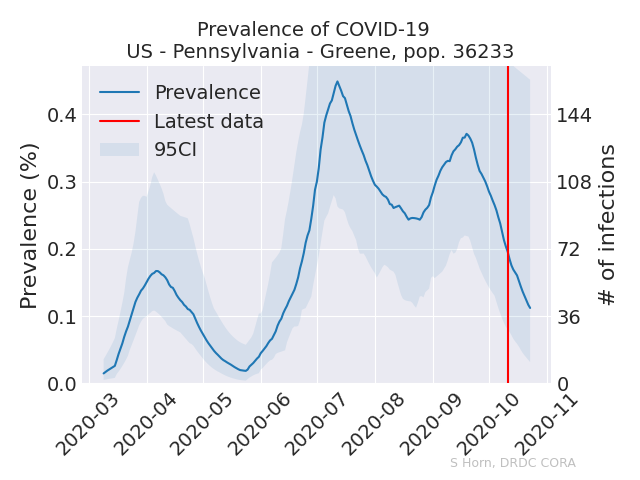 Prevalence of COVID-19
US - Pennsylvania - Greene, pop. 36233
Prevalence
Latest data
95CI
Prevalence (%)
0.4
0.3
0.2
0.1
0.0
144
108
72
36
0
# of infections
2020-03
2020-04
2020-05
2020-06
2020-07
2020-08
2020-09
2020-10
2020-11
S Horn, DRDC CORA